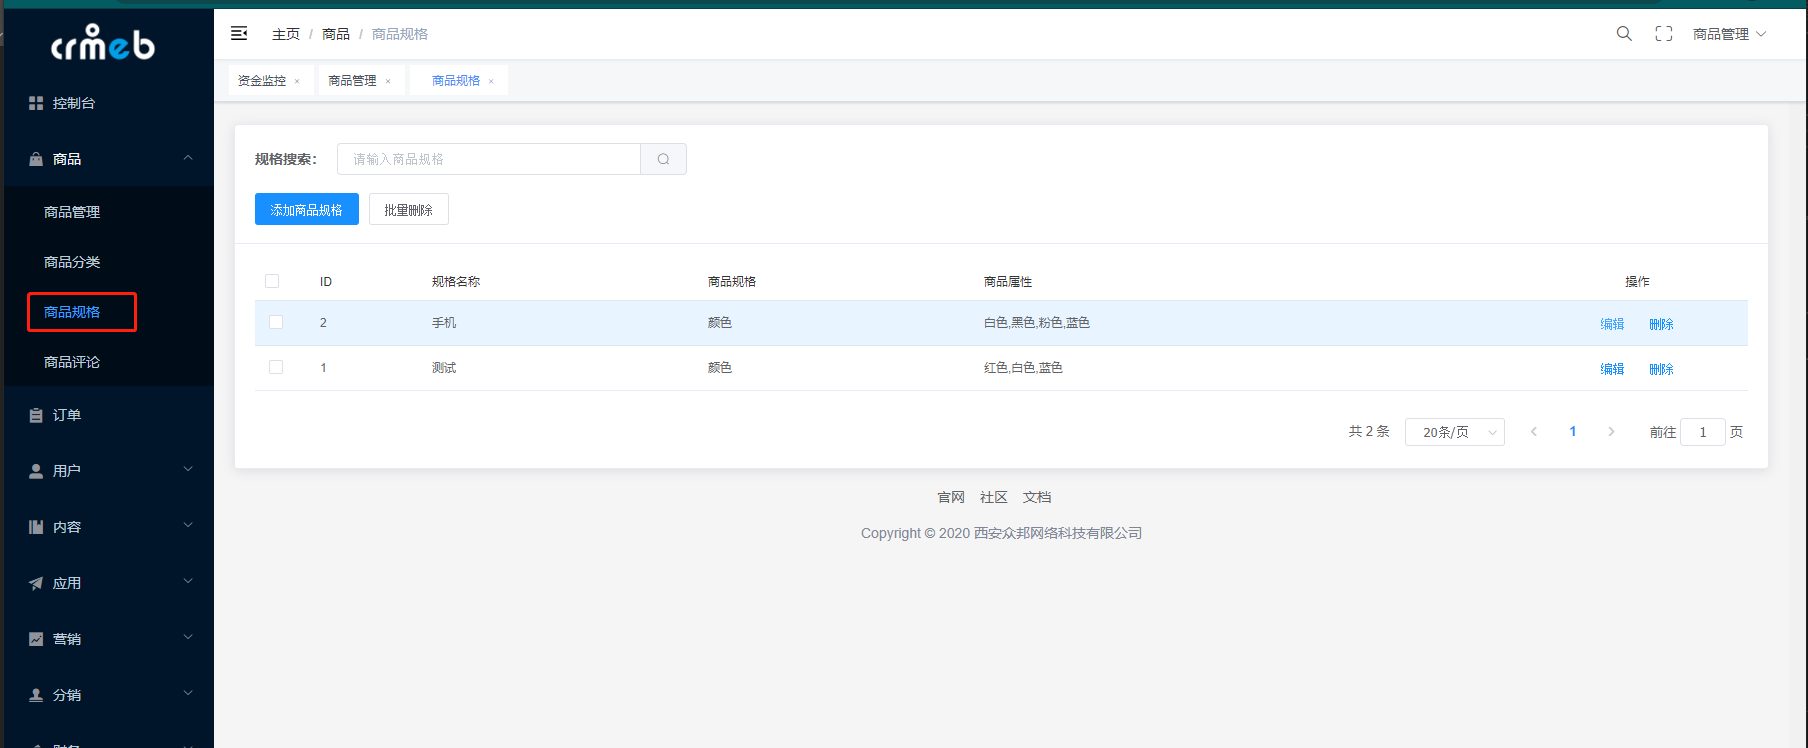 crmeb
控制台
商品
商品管理
商品分类
商品规格
商品评论
订单
用户
内容
应用
营销
分销
主页 / 商品 / 商品规格
商品管理
资金监控 × 商品管理 × 商品规格 ×
规格搜索： 请输入商品规格
添加商品规格 批量删除
ID 规格名称 商品规格 商品属性 操作
2 手机 颜色 白色,黑色,粉色,蓝色 编辑 删除
1 测试 颜色 红色,白色,蓝色 编辑 删除
共 2 条 20条/页 1 前往 1 页
官网 社区 文档
Copyright © 2020 西安众邦网络科技有限公司